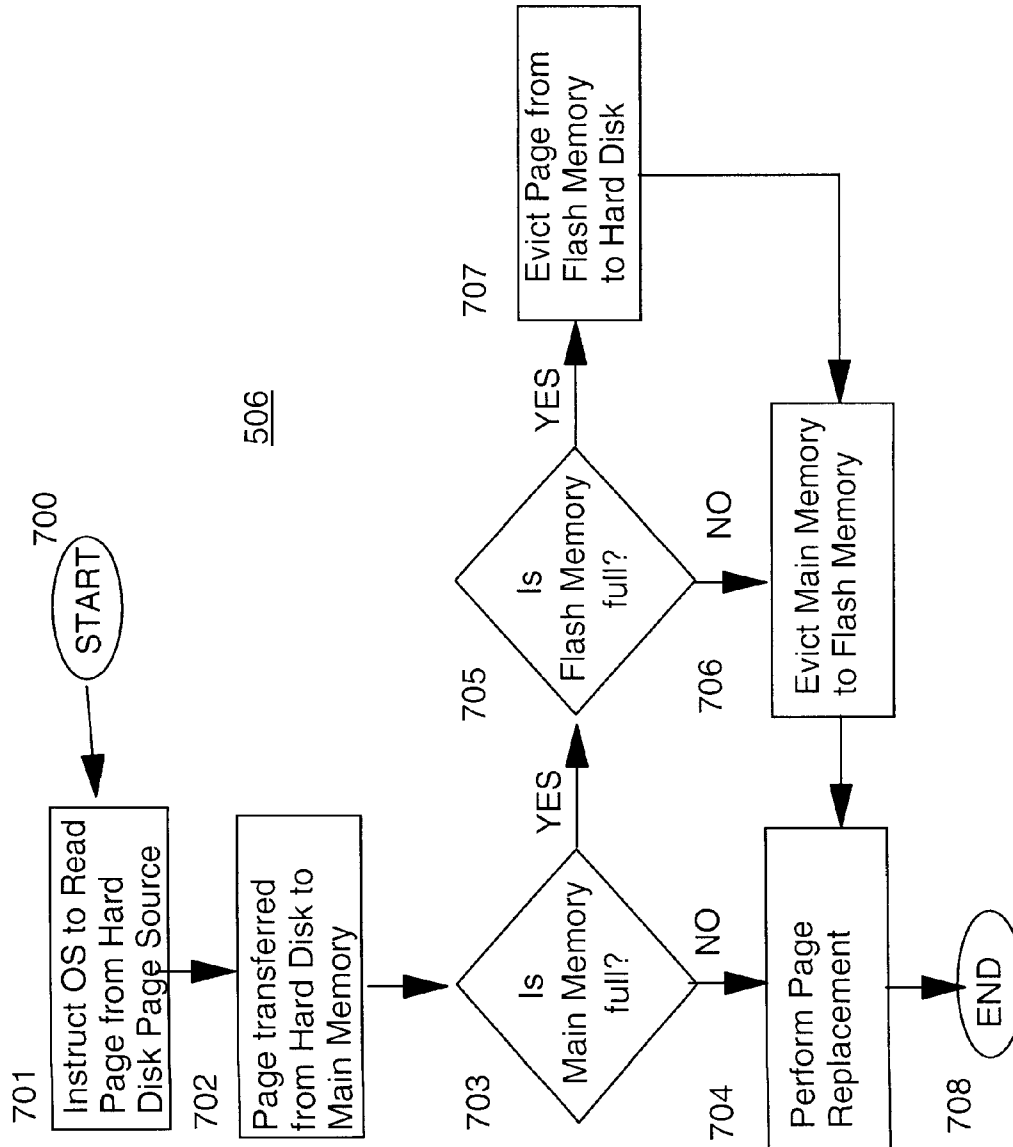 700
START
701
Instruct OS to Read
Page from Hard
Disk Page Source
506
702
Page transferred
from Hard Disk to
Main Memory
703
Is
Main Memory
full?
YES
NO
705
Is
Flash Memory
full?
YES
NO
707
Evict Page from
Flash Memory
to Hard Disk
704
Perform Page
Replacement
706
Evict Main Memory
to Flash Memory
708
END